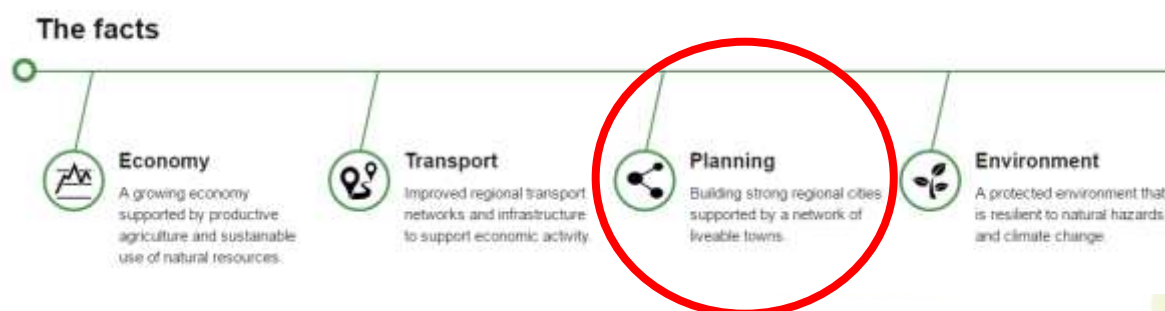 The facts
Economy
A growing economy
supported by productive
agriculture and sustainable
use of natural resources.
Transport
Improved regional transport
networks and infrastructure
to support economic activity.
Planning
Building strong regional cities
supported by a network of
liveable towns.
Environment
A protected environment that
is resilient to natural hazards
and climate change